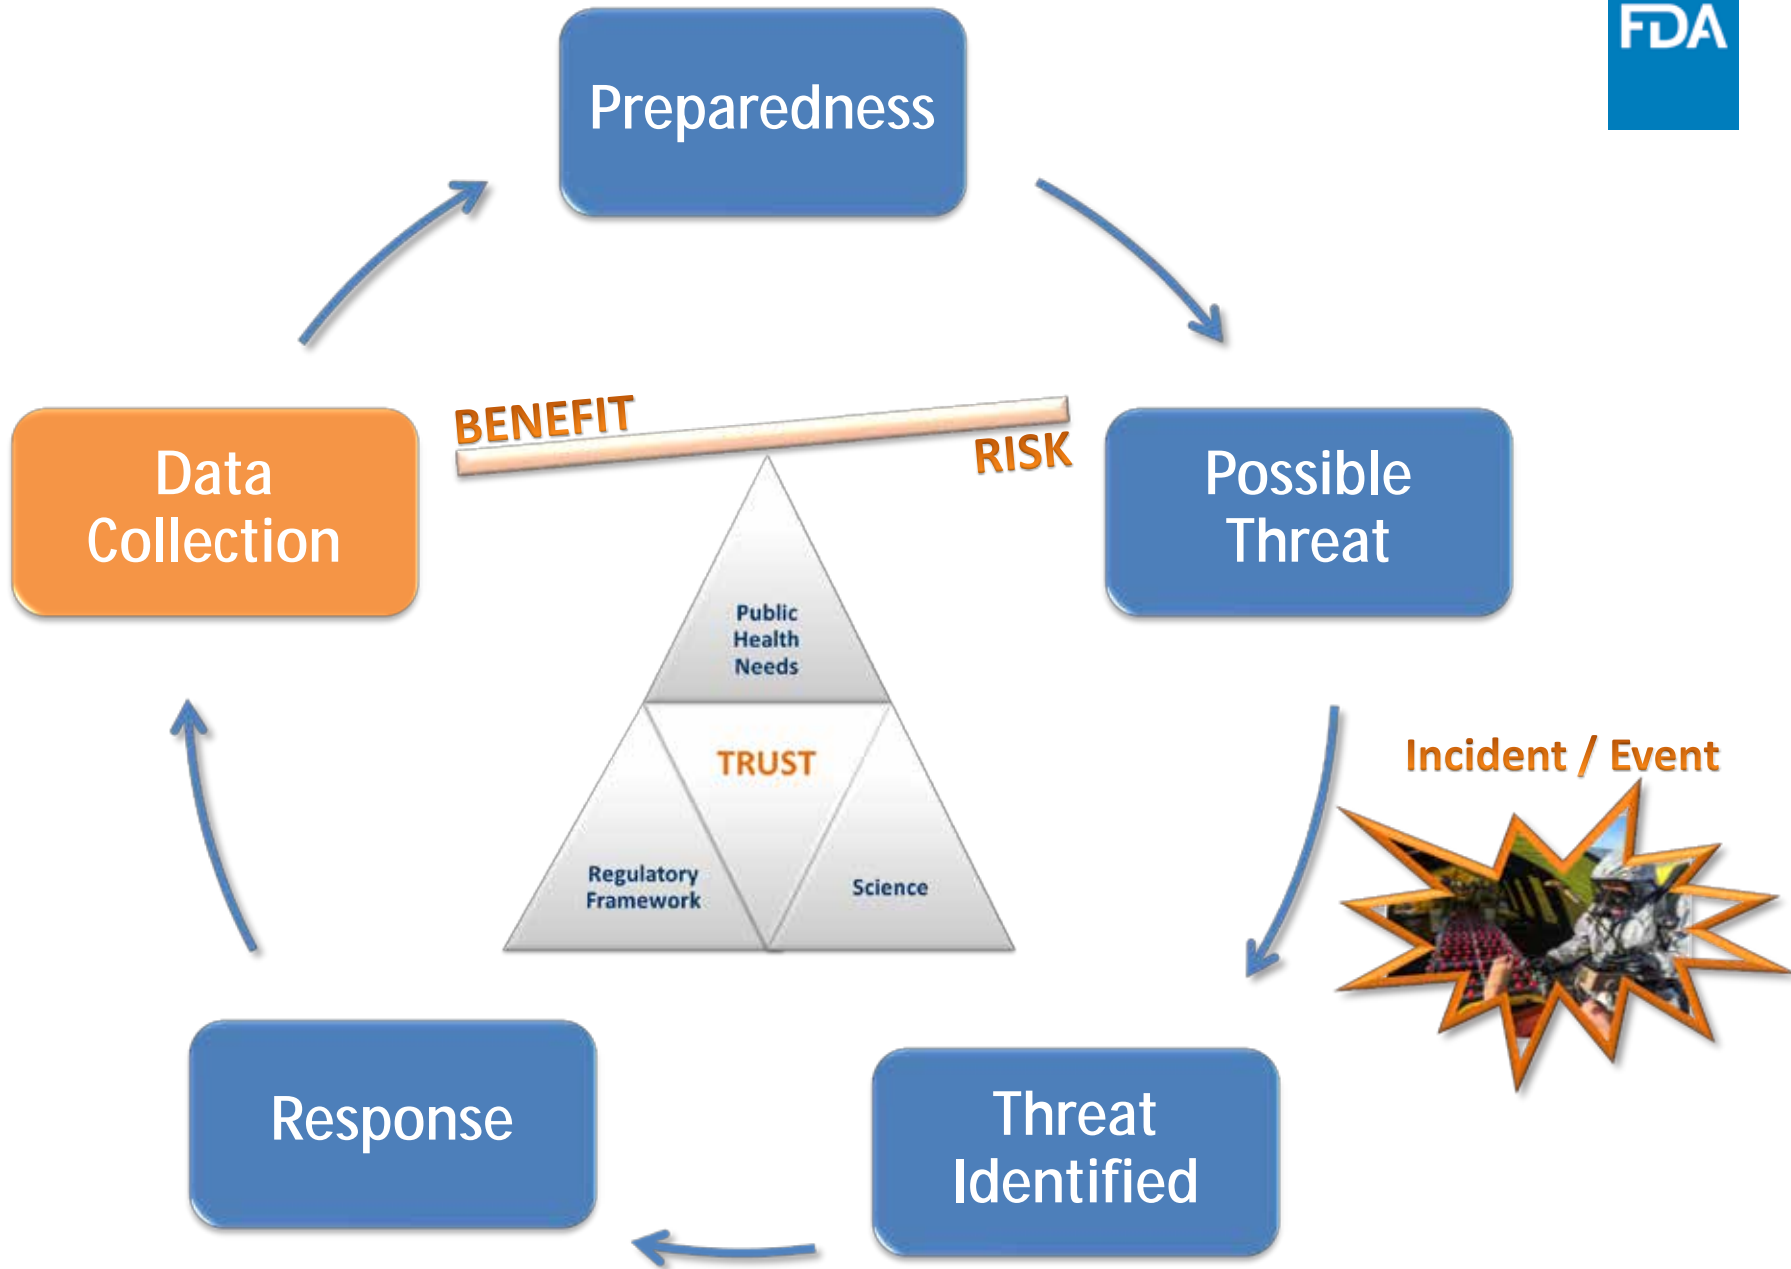 FDA
Preparedness
BENEFIT
RISK
Data
Collection
Possible
Threat
Public
Health
Needs
TRUST
Incident / Event
Regulatory
Framework
Science
Response
Threat
Identified